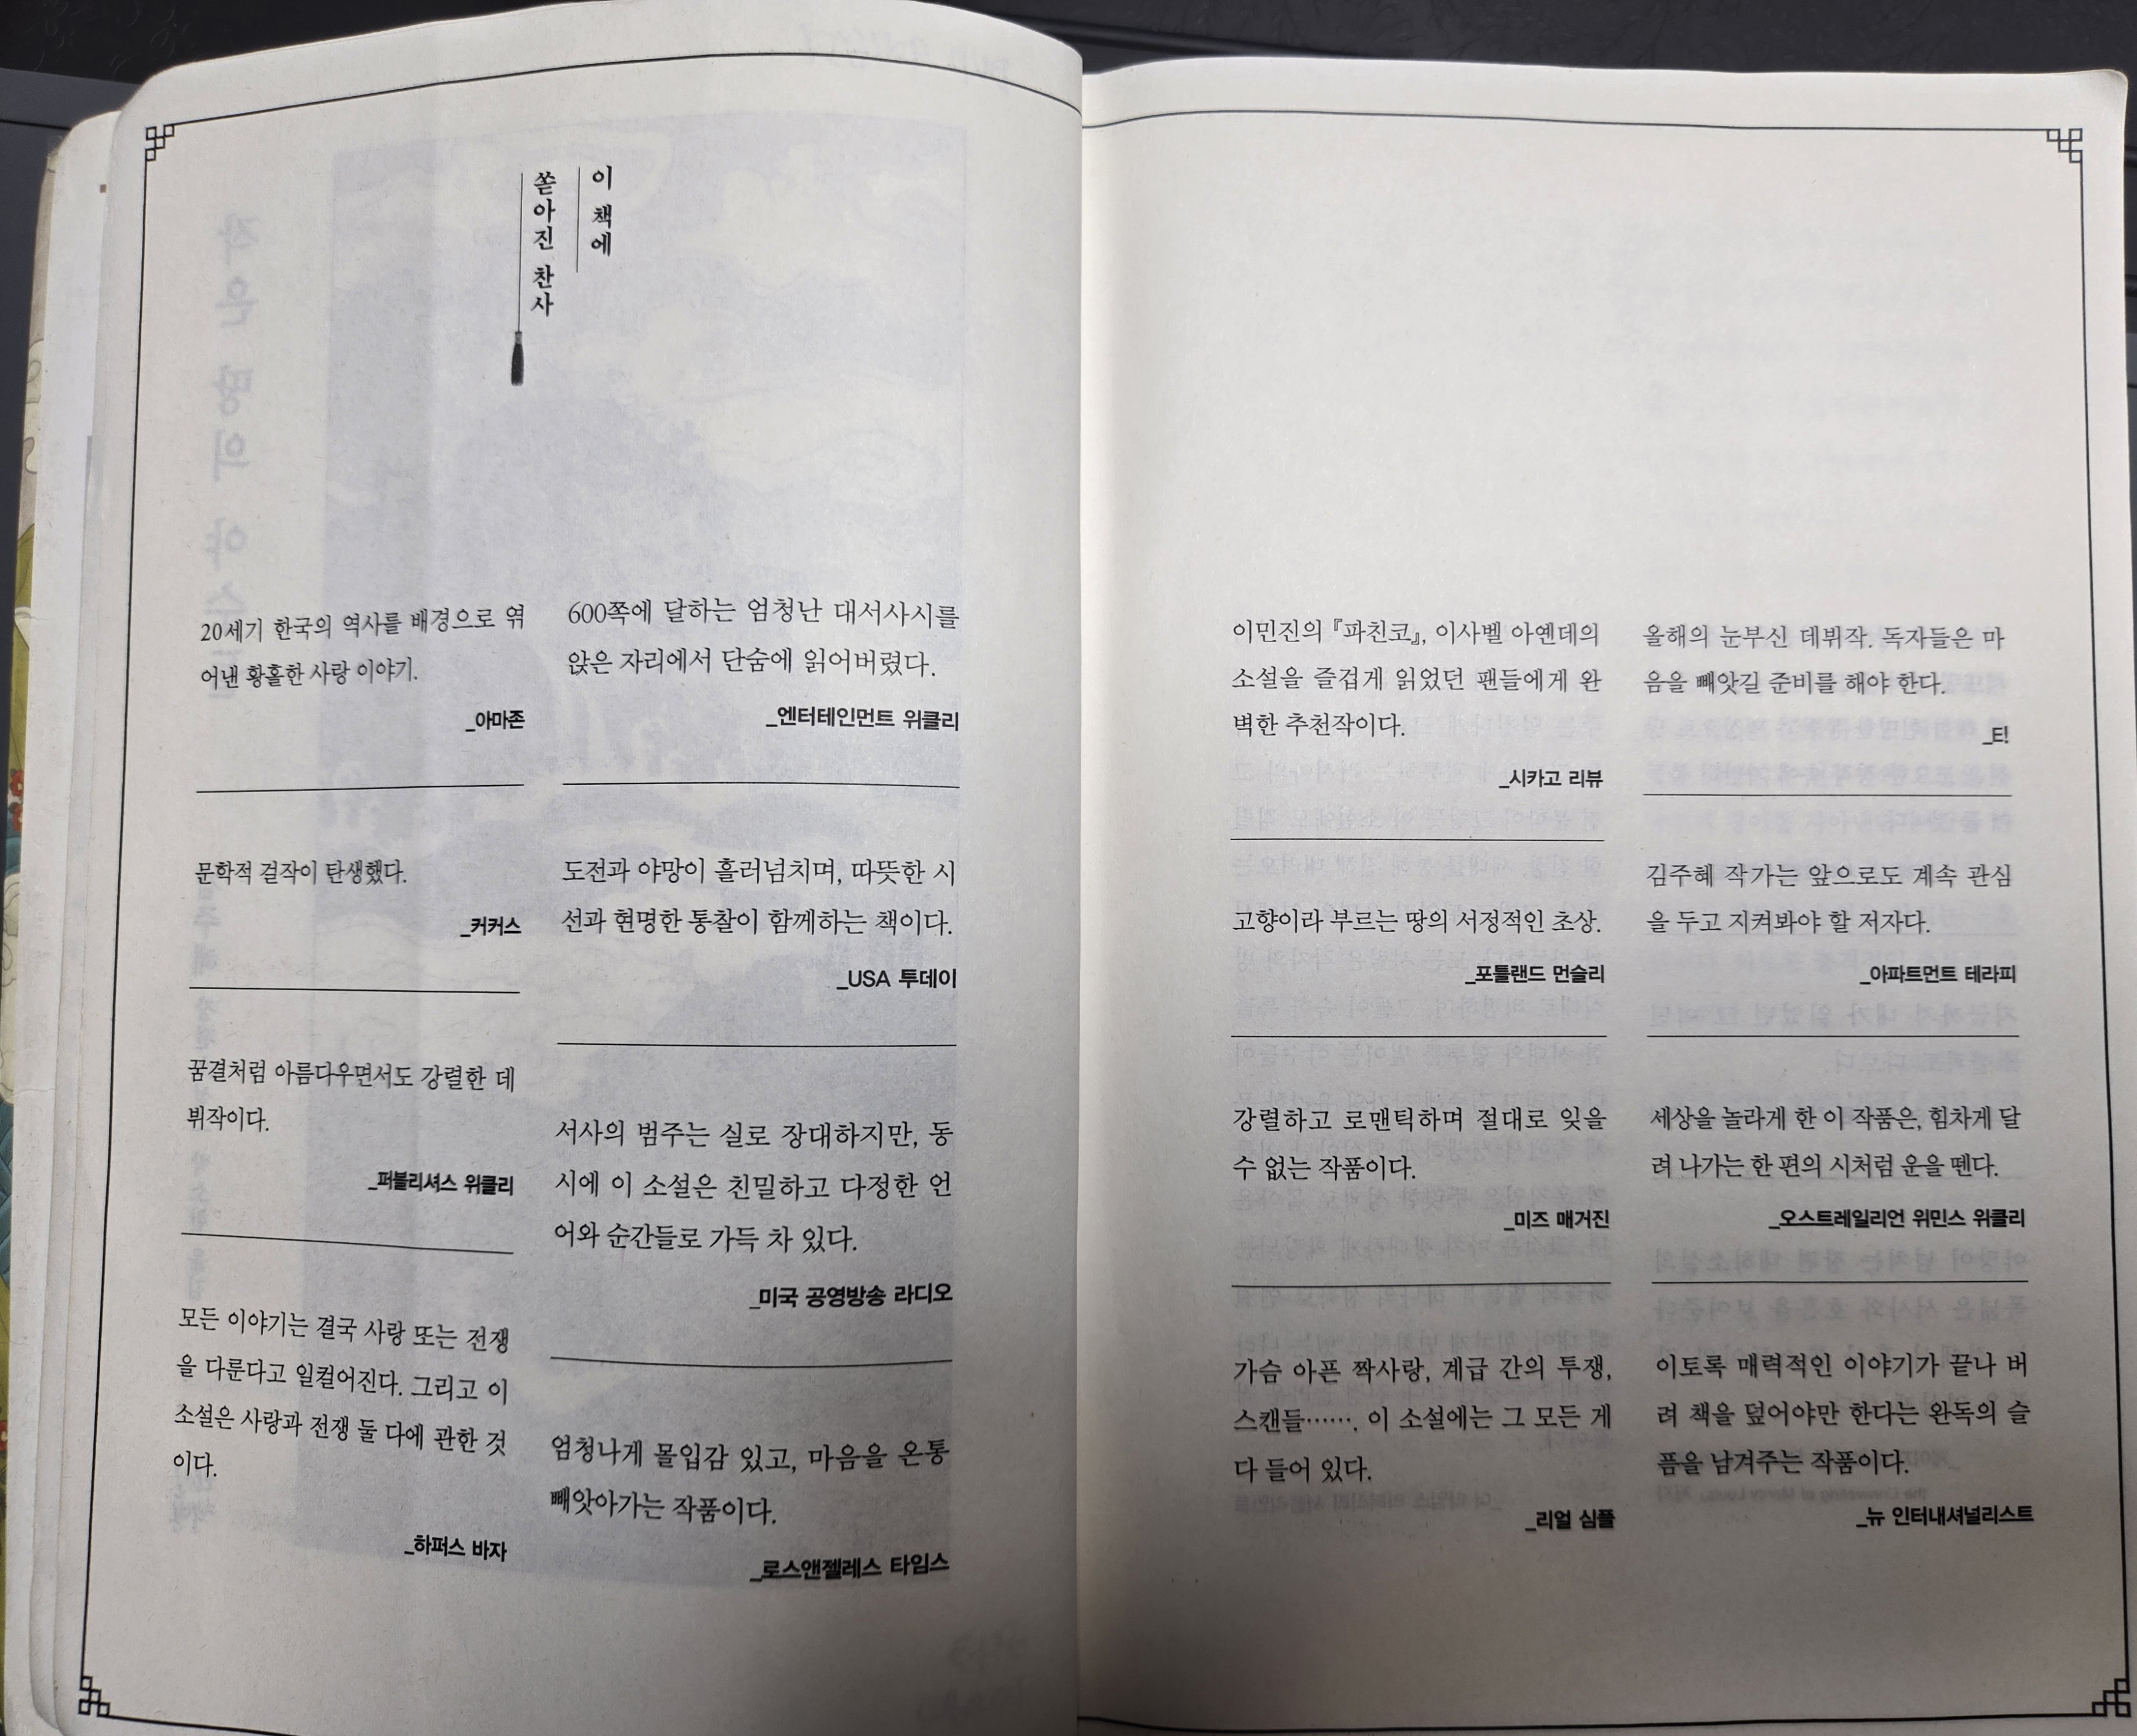 이 책에
쏟아진 찬사
20세기 한국의 역사를 배경으로 엮
어낸 황홀한 사랑 이야기.
_아마존
문학적 걸작이 탄생했다.
_커커스
꿈결처럼 아름다우면서도 강렬한 데
뷔작이다.
_퍼블리셔스 위클리
모든 이야기는 결국 사랑 또는 전쟁
을 다룬다고 일컬어진다. 그리고 이
소설은 사랑과 전쟁 둘 다에 관한 것
이다.
_하퍼스 바자
600쪽에 달하는 엄청난 대서사시를
앉은 자리에서 단숨에 읽어버렸다.
_엔터테인먼트 위클리
도전과 야망이 흘러넘치며, 따뜻한 시
선과 현명한 통찰이 함께하는 책이다.
_USA 투데이
서사의 범주는 실로 장대하지만, 동
시에 이 소설은 친밀하고 다정한 언
어와 순간들로 가득 차 있다.
_미국 공영방송 라디오
엄청나게 몰입감 있고, 마음을 온통
빼앗아가는 작품이다.
_로스앤젤레스 타임스
이민진의 『파친코』, 이사벨 아옌데의
소설을 즐겁게 읽었던 팬들에게 완
벽한 추천작이다.
_시카고 리뷰
고향이라 부르는 땅의 서정적인 초상.
_포틀랜드 먼슬리
강렬하고 로맨틱하며 절대로 잊을
수 없는 작품이다.
_미즈 매거진
가슴 아픈 짝사랑, 계급 간의 투쟁,
스캔들……. 이 소설에는 그 모든 게
다 들어 있다.
_리얼 심플
올해의 눈부신 데뷔작. 독자들은 마
음을 빼앗길 준비를 해야 한다.
_E!
김주혜 작가는 앞으로도 계속 관심
을 두고 지켜봐야 할 저자다.
_아파트먼트 테라피
세상을 놀라게 한 이 작품은, 힘차게 달
려 나가는 한 편의 시처럼 운을 뗀다.
_오스트레일리언 위민스 위클리
이토록 매력적인 이야기가 끝나 버
려 책을 덮어야만 한다는 완독의 슬
픔을 남겨주는 작품이다.
_뉴 인터내셔널리스트